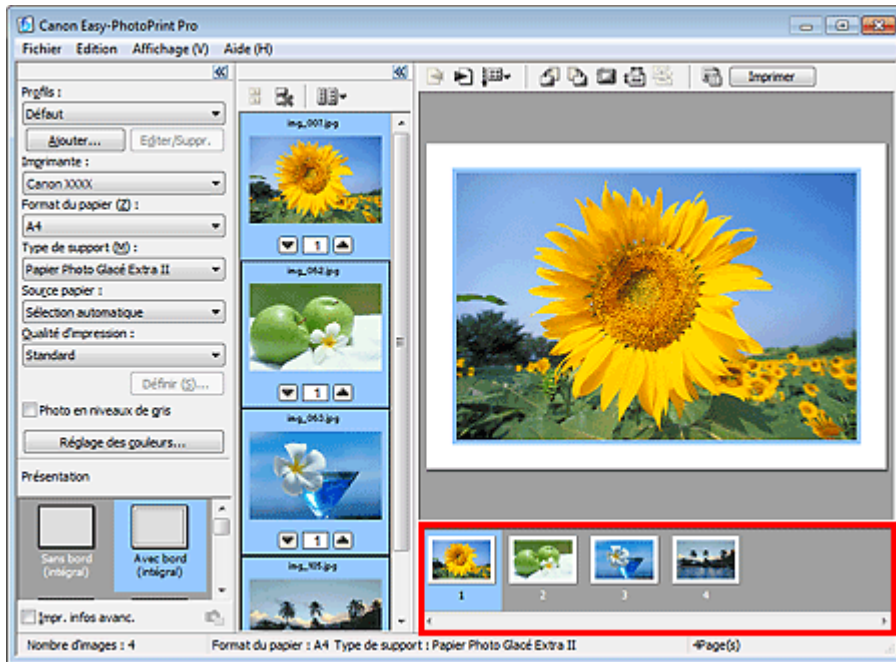 Canon Easy-PhotoPrint Pro
Fichier Edition Affichage (V) Aide (H)
Profils :
Défaut
Ajouter... Editer/Suppr.
Imprimante :
Canon XXXX
Format du papier (Z) :
A4
Type de support (M) :
Papier Photo Glacé Extra II
Source papier :
Sélection automatique
Qualité d'impression :
Standard
Définir (S)...
Photo en niveaux de gris
Réglage des couleurs...
Présentation
Sans bord (intégral)
Avec bord (intégral)
Impr. infos avanc.
img_001.jpg
1
img_062.jpg
1
img_063.jpg
1
img_105.jpg
Imprimer
1 2 3 4
Nombre d'images : 4 Format du papier : A4 Type de support : Papier Photo Glacé Extra II 4Page(s)